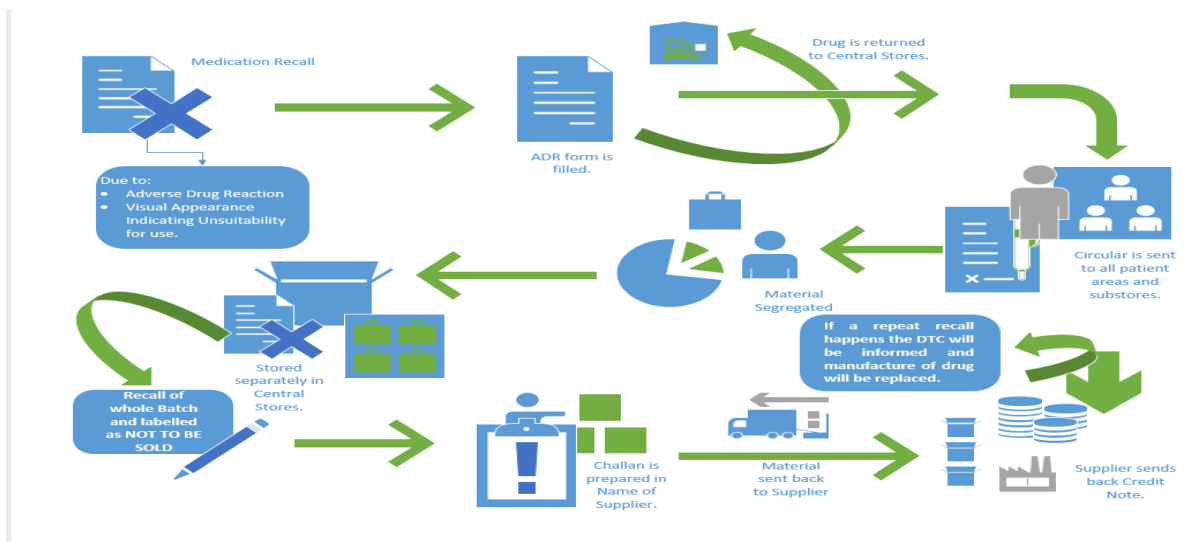 Medication Recall
Due to:
• Adverse Drug Reaction
• Visual Appearance
Indicating Unsuitability
for use.
ADR form is
filled.
Drug is returned
to Central Stores.
Circular is sent
to all patient
areas and
substores.
Material
Segregated
Stored
separately in
Central
Stores.
Recall of
whole Batch
and labelled
as NOT TO BE
SOLD
Challan is
prepared in
Name of
Supplier.
Material
sent back
to Supplier
Supplier sends
back Credit
Note.
If a repeat recall
happens the DTC will
be informed and
manufacture of drug
will be replaced.